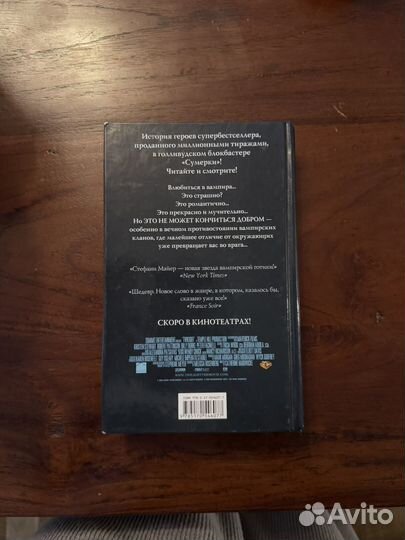 История героев супербестселлера,
проданного миллионными тиражами,
в голливудском блокбастере
«Сумерки»!
Читайте и смотрите!
Влюбиться в вампира...
Это страшно?
Это романтично...
Это прекрасно и мучительно...
Но ЭТО НЕ МОЖЕТ КОНЧИТЬСЯ ДОБРОМ —
особенно в вечном противостоянии вампирских
кланов, где малейшее отличие от окружающих
уже превращает вас во врага...
«Стефани Майер — новая звезда вампирской готики!»
«New York Times»
«Шедевр. Новое слово в жанре, в котором, казалось бы,
сказано уже все!»
«France Soir»
СКОРО В КИНОТЕАТРАХ!
Avito